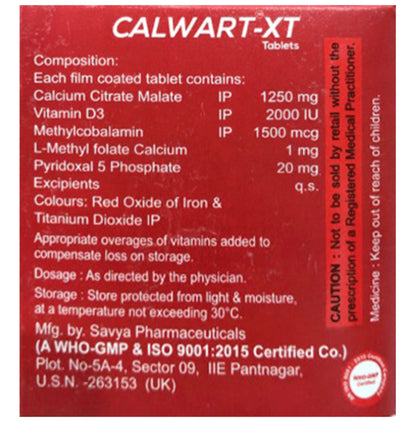 CALWART-XT
Tablets
Composition:
Each film coated tablet contains:
Calcium Citrate Malate IP 1250 mg
Vitamin D3 IP 2000 IU
Methylcobalamin IP 1500 mcg
L-Methyl folate Calcium 1 mg
Pyridoxal 5 Phosphate 20 mg
Excipients q.s.
Colours: Red Oxide of Iron &
Titanium Dioxide IP
Appropriate overages of vitamins added to
compensate loss on storage.
Dosage : As directed by the physician.
Storage : Store protected from light & moisture,
at a temperature not exceeding 30°C.
Mfg. by. Savya Pharmaceuticals
(A WHO-GMP & ISO 9001:2015 Certified Co.)
Plot. No-5A-4, Sector 09, IIE Pantnagar,
U.S.N. -263153 (UK)
CAUTION : Not to be sold by retail without the
prescription of a Registered Medical Practitioner.
Medicine : Keep out of reach of children.
WHO-GMP
Certified